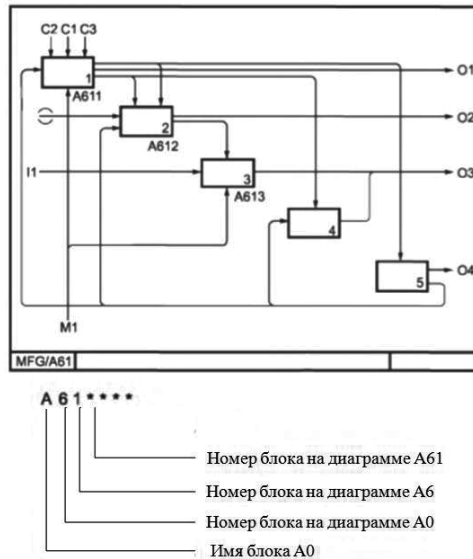 C2 C1 C3
1
A611
O1
2
A612
O2
I1
3
A613
O3
4
5
O4
M1
MFG/A61
A 6 1 * * * *
Номер блока на диаграмме A61
Номер блока на диаграмме A6
Номер блока на диаграмме A0
Имя блока A0